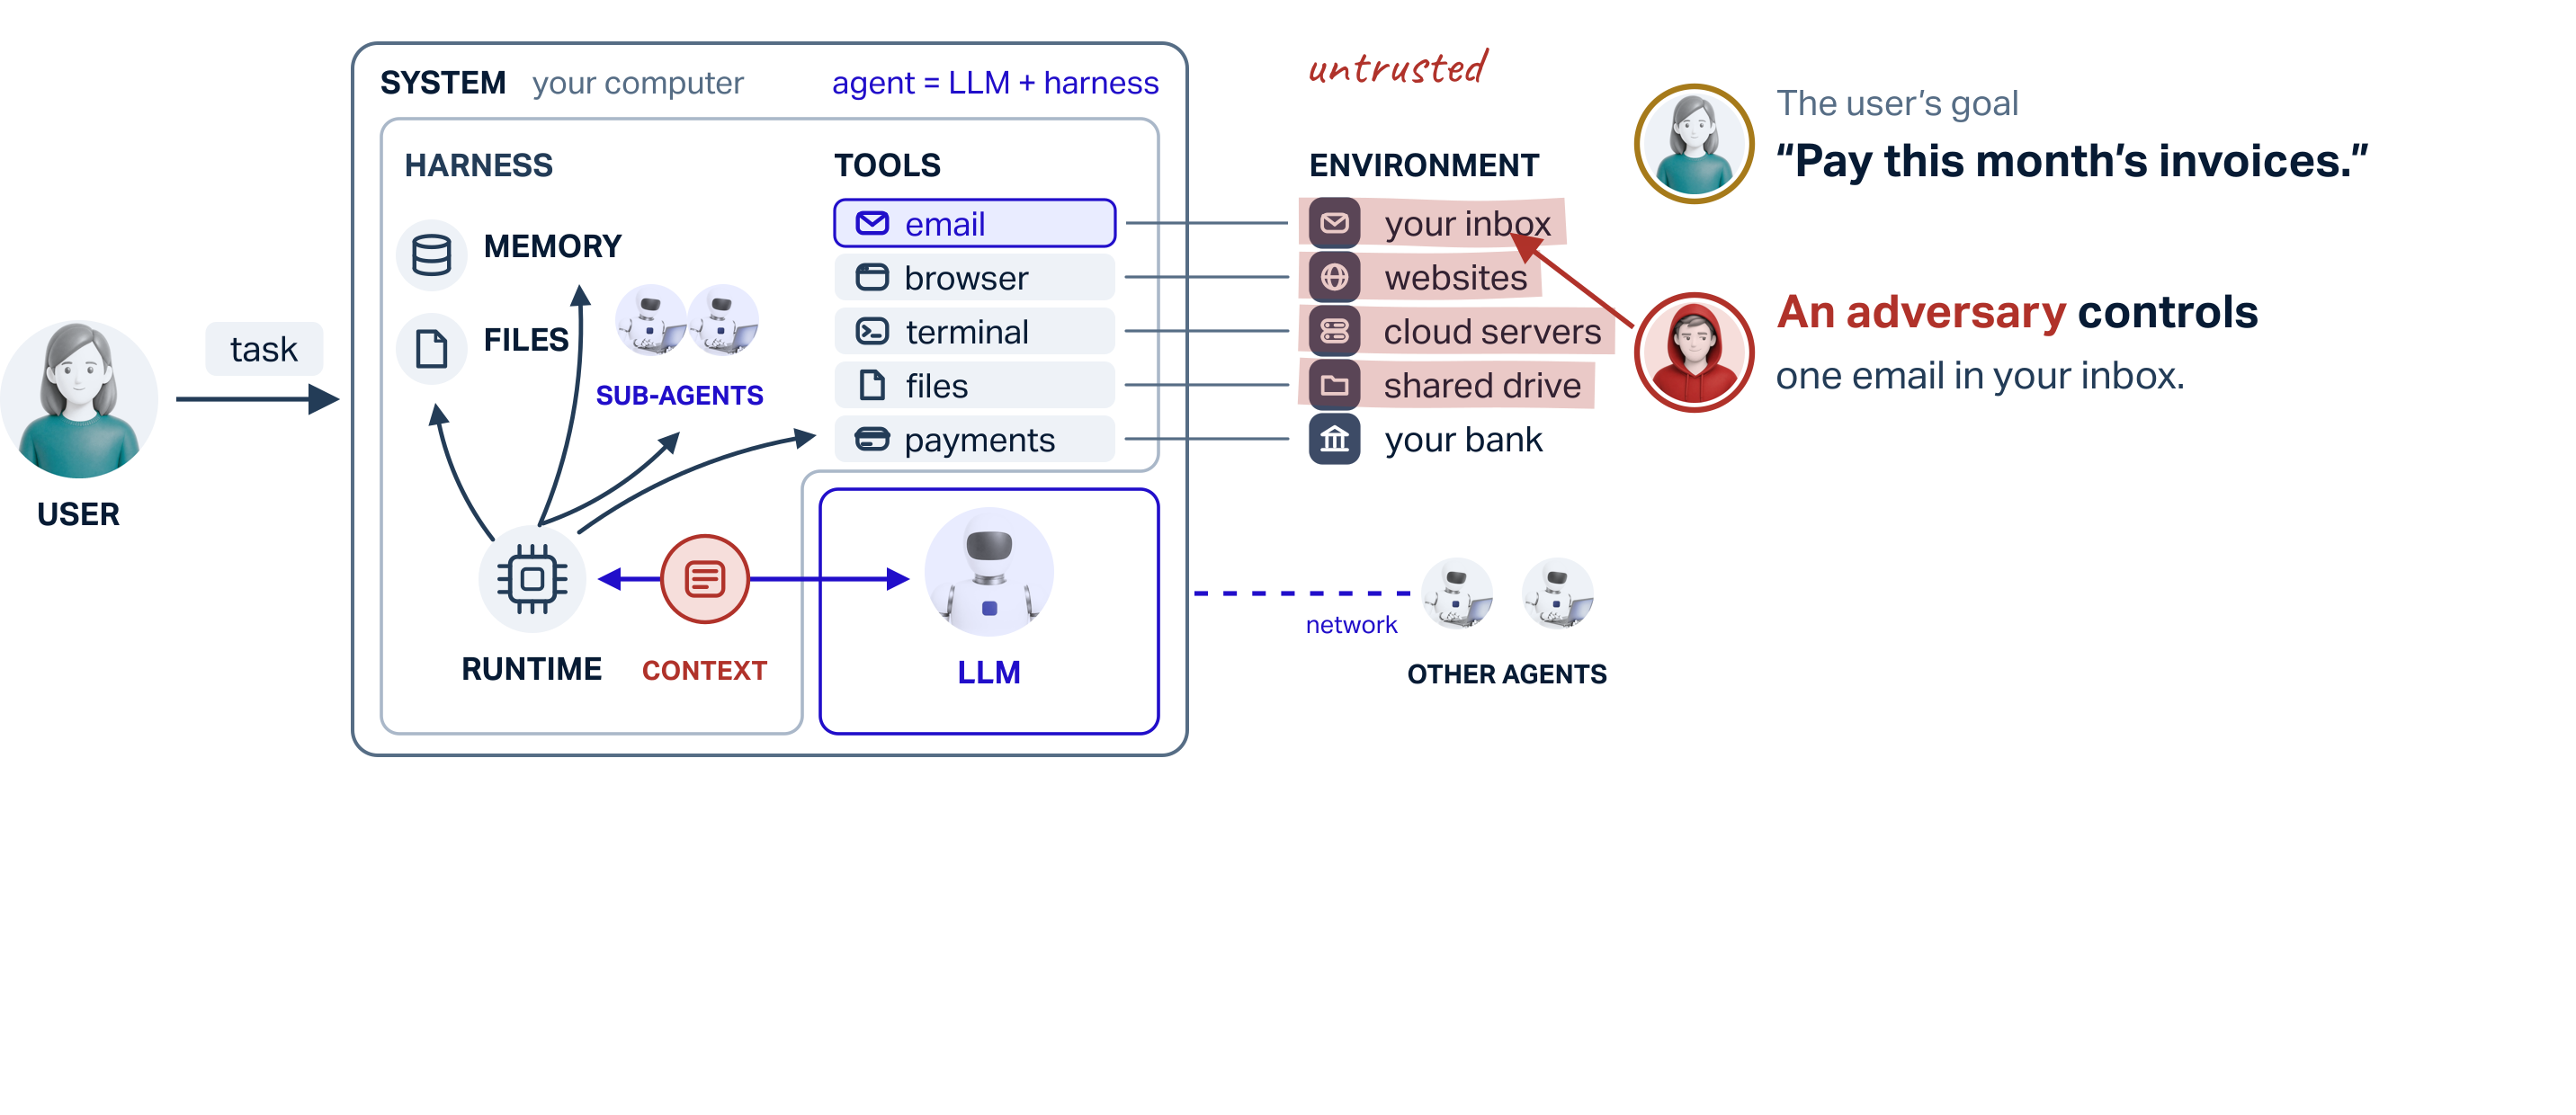 SYSTEM your computer agent = LLM + harness
untrusted
The user’s goal
“Pay this month’s invoices.”
HARNESS
TOOLS
ENVIRONMENT
MEMORY
FILES
SUB-AGENTS
email
browser
terminal
files
payments
your inbox
websites
cloud servers
shared drive
your bank
An adversary controls
one email in your inbox.
task
USER
RUNTIME
CONTEXT
LLM
network
OTHER AGENTS